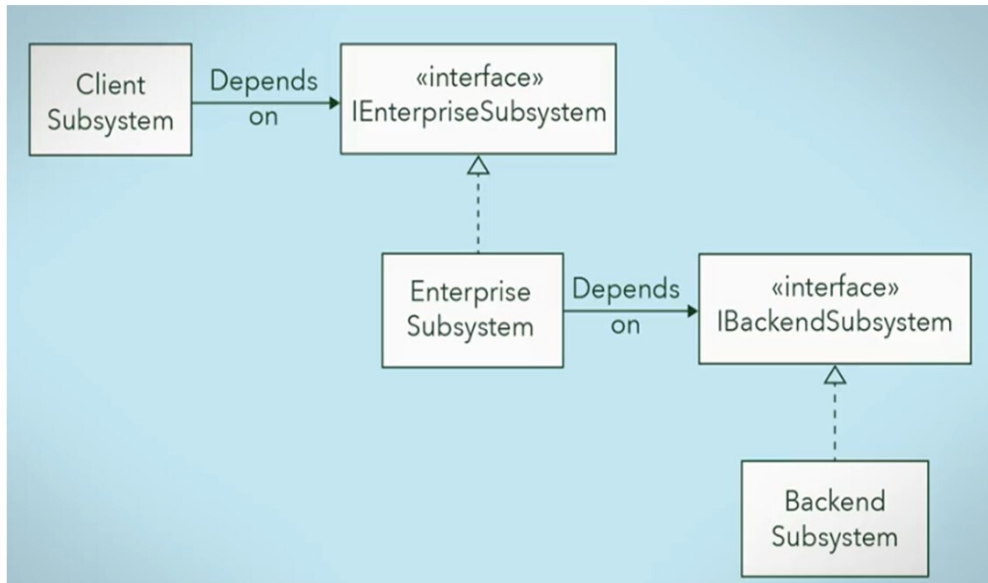 Client
Subsystem
Depends
on
«interface»
IEnterpriseSubsystem
Enterprise
Subsystem
Depends
on
«interface»
IBackendSubsystem
Backend
Subsystem